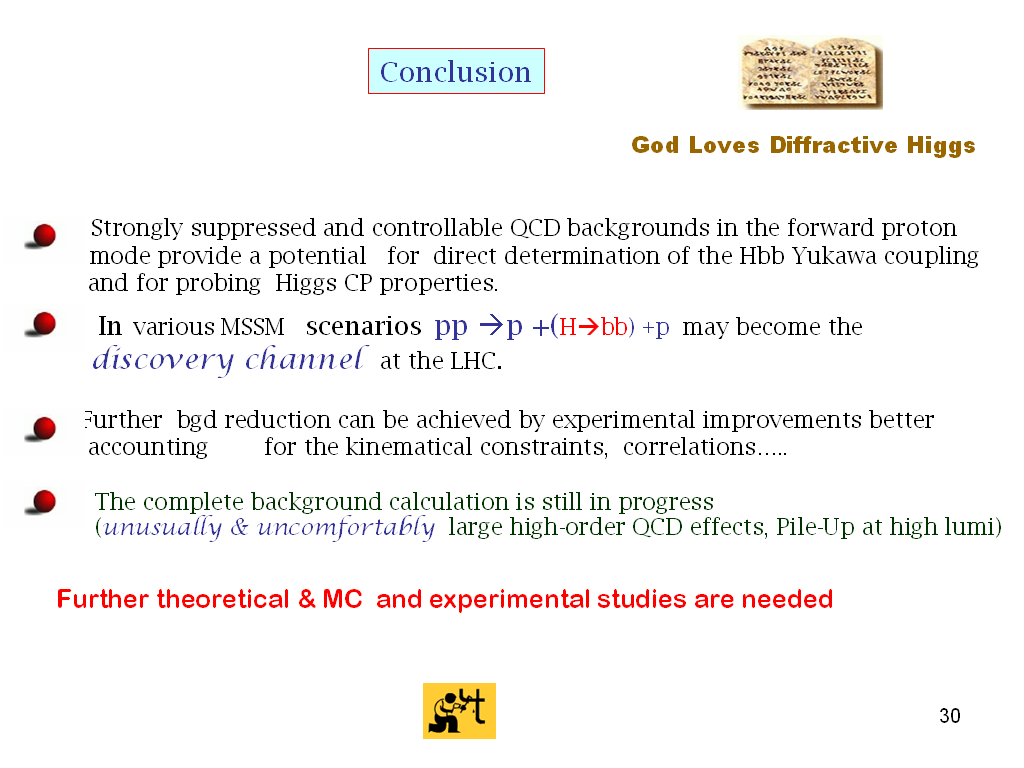 Conclusion
God Loves Diffractive Higgs
Strongly suppressed and controllable QCD backgrounds in the forward proton
mode provide a potential for direct determination of the Hbb Yukawa coupling
and for probing Higgs CP properties.
In various MSSM scenarios pp →p +(H→bb) +p may become the
discovery channel at the LHC.
Further bgd reduction can be achieved by experimental improvements better
accounting for the kinematical constraints, correlations…..
The complete background calculation is still in progress
(unusually & uncomfortably large high-order QCD effects, Pile-Up at high lumi)
Further theoretical & MC and experimental studies are needed
30